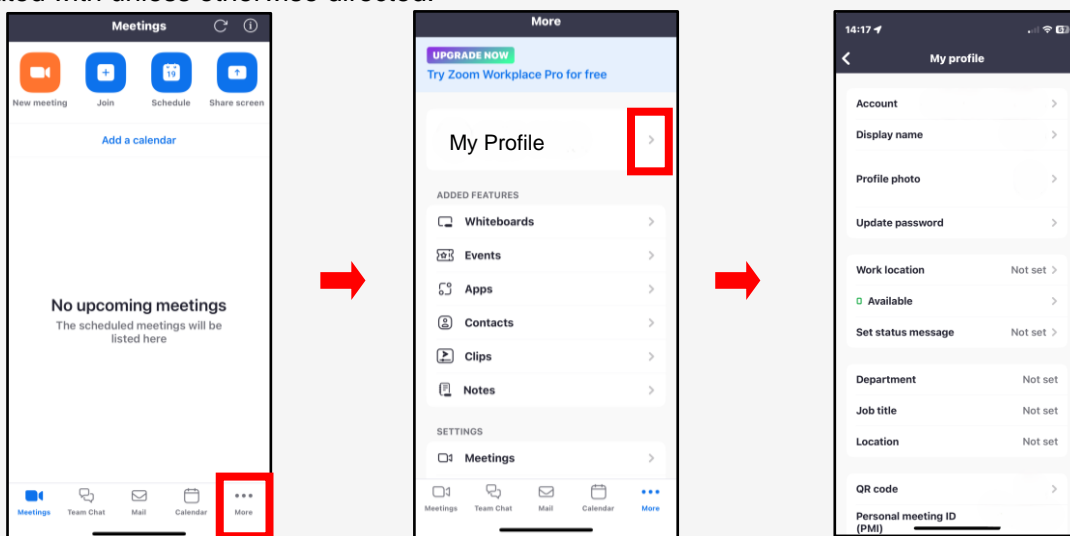 ated with unless otherwise directed.
Meetings
New meeting
Join
19
Schedule
Share screen
Add a calendar
No upcoming meetings
The scheduled meetings will be
listed here
Meetings
Team Chat
Mail
Calendar
More
More
UPGRADE NOW
Try Zoom Workplace Pro for free
My Profile
ADDED FEATURES
Whiteboards
Events
Apps
Contacts
Clips
Notes
SETTINGS
Meetings
Meetings
Team Chat
Mail
Calendar
More
14:17
My profile
Account
Display name
Profile photo
Update password
Work location Not set
Available
Set status message Not set
Department Not set
Job title Not set
Location Not set
QR code
Personal meeting ID
(PMI)